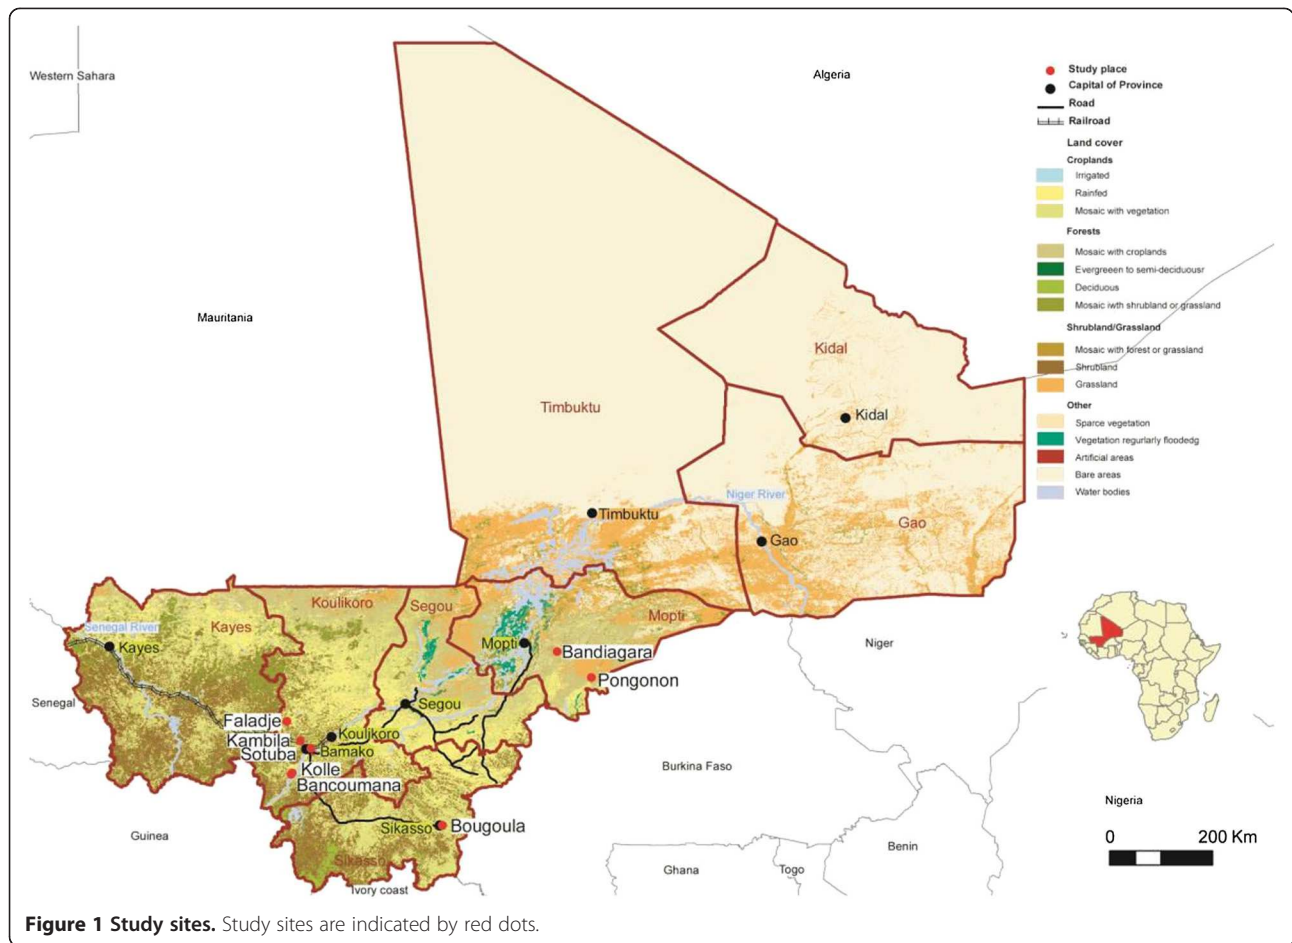 Western Sahara
Algeria
Mauritania
Study place
Capital of Province
Road
Railroad
Land cover
Croplands
Irrigated
Rainfed
Mosaic with vegetation
Forests
Mosaic with croplands
Evergreeen to semi-deciduousr
Deciduous
Mosaic iwth shrubland or grassland
Shrubland/Grassland
Mosaic with forest or grassland
Shrubland
Grassland
Other
Sparce vegetation
Vegetation regurlarly floodedg
Artificial areas
Bare areas
Water bodies
Kidal
Kidal
Timbuktu
Niger River
Timbuktu
Gao
Gao
Koulikoro
Segou
Mopti
Kayes
Senegal River
Kayes
Mopti
Bandiagara
Pongonon
Niger
Senegal
Segou
Faladje
Koulikoro
Kambila
Sotuba
Bamako
Kolle
Bancoumana
Burkina Faso
Sikasso
Bougoula
Guinea
Sikasso
Ivory coast
Ghana
Togo
Benin
Nigeria
0 200 Km
Figure 1 Study sites. Study sites are indicated by red dots.